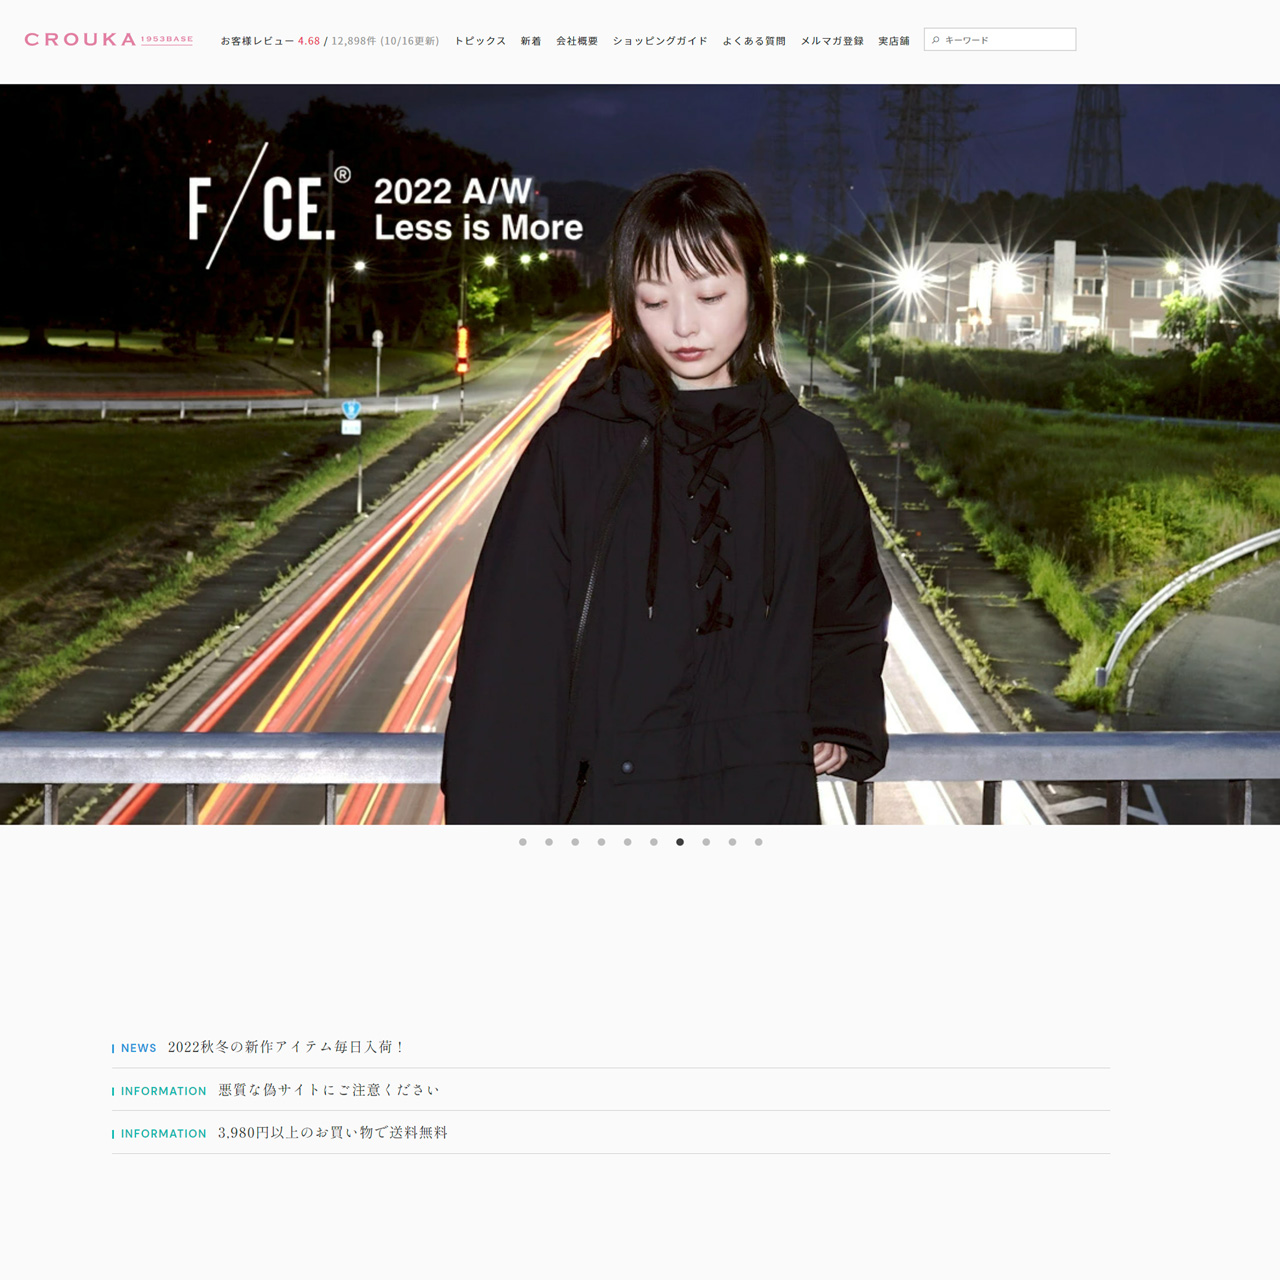 CROUKA 1953BASE
お客様レビュー 4.68 / 12,898件 (10/16更新) トピックス 新着 会社概要 ショッピングガイド よくある質問 メルマガ登録 実店舗 キーワード
F/CE.®
2022 A/W
Less is More
NEWS 2022秋冬の新作アイテム毎日入荷！
INFORMATION 悪質な偽サイトにご注意ください
INFORMATION 3,980円以上のお買い物で送料無料